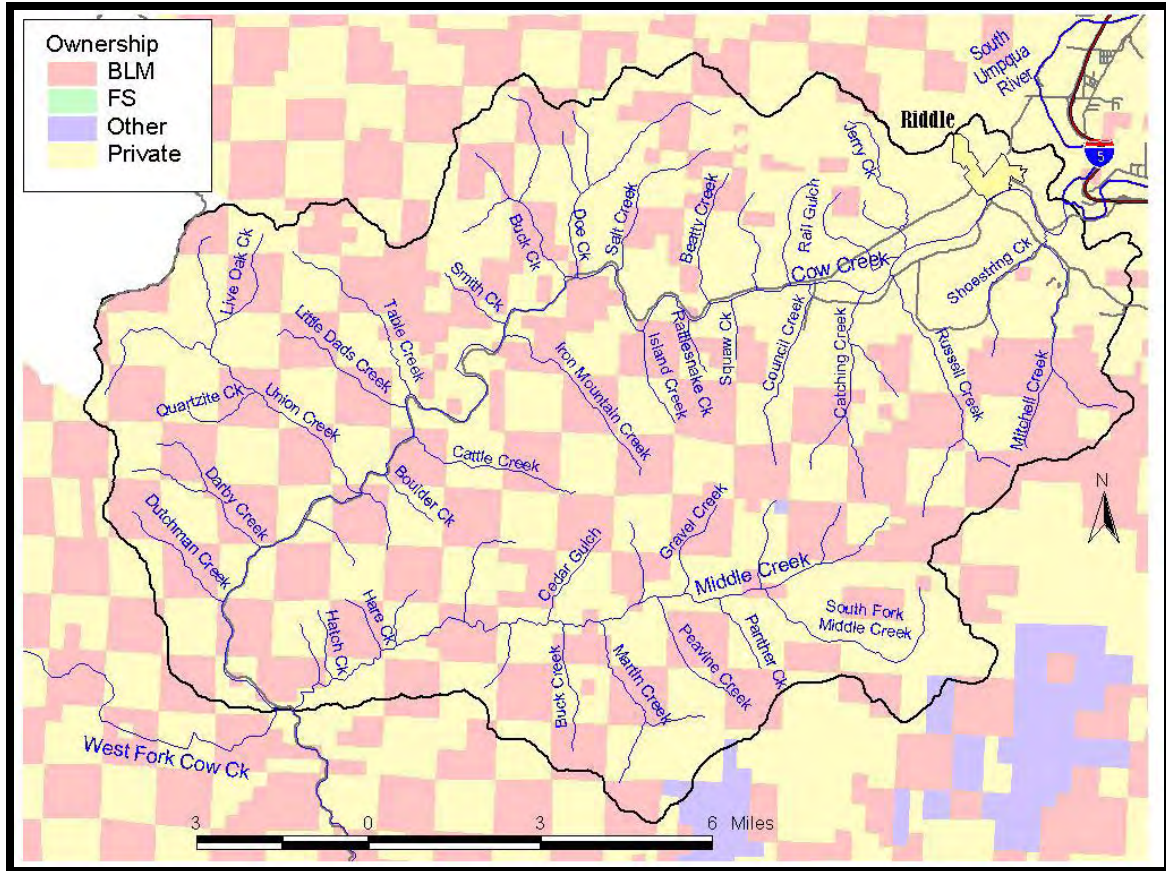 Ownership
BLM
FS
Other
Private
South
Umpqua
River
Riddle
5
Jerry Ck
Rail Gulch
Beatty Creek
Salt Creek
Doe Ck
Buck Ck
Smith Ck
Cow Creek
Shoestring Ck
Live Oak Ck
Table Creek
Little Dads Creek
Iron Mountain Creek
Island Creek
Rattlesnake Ck
Squaw Ck
Council Creek
Catching Creek
Russell Creek
Mitchell Creek
Quartzite Ck
Union Creek
Cattle Creek
Boulder Ck
Darby Creek
Dutchman Creek
N
Gravel Creek
Cedar Gulch
Middle Creek
South Fork
Middle Creek
Hare Ck
Hatch Ck
Panther Ck
Peavine Creek
Martin Creek
Buck Creek
West Fork Cow Ck
3 0 3 6 Miles